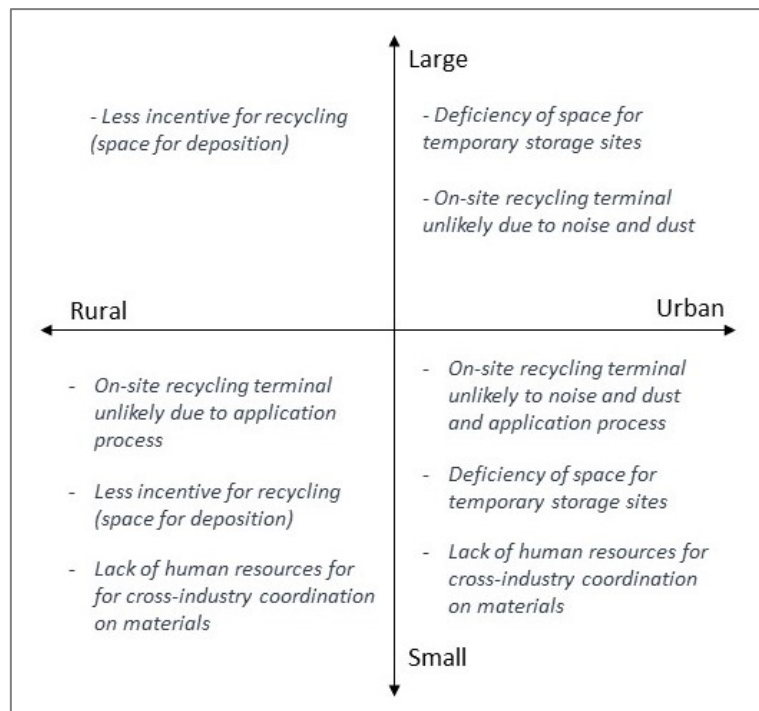 Large
- Less incentive for recycling
(space for deposition)
- Deficiency of space for
temporary storage sites
- On-site recycling terminal
unlikely due to noise and dust
Rural
Urban
- On-site recycling terminal
unlikely due to application
process
- Less incentive for recycling
(space for deposition)
- Lack of human resources for
for cross-industry coordination
on materials
- On-site recycling terminal
unlikely to noise and dust
and application process
- Deficiency of space for
temporary storage sites
- Lack of human resources for
cross-industry coordination
on materials
Small